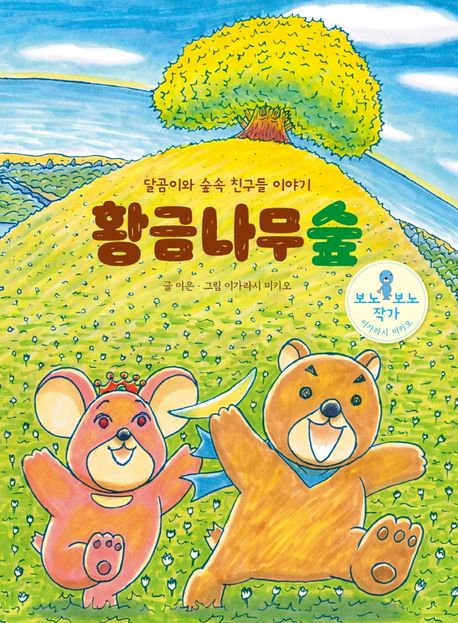 달곰이와 숲속 친구들 이야기
황금나무숲
글 이은 · 그림 이가라시 미키오
보노보노
작가
이가라시 미키오